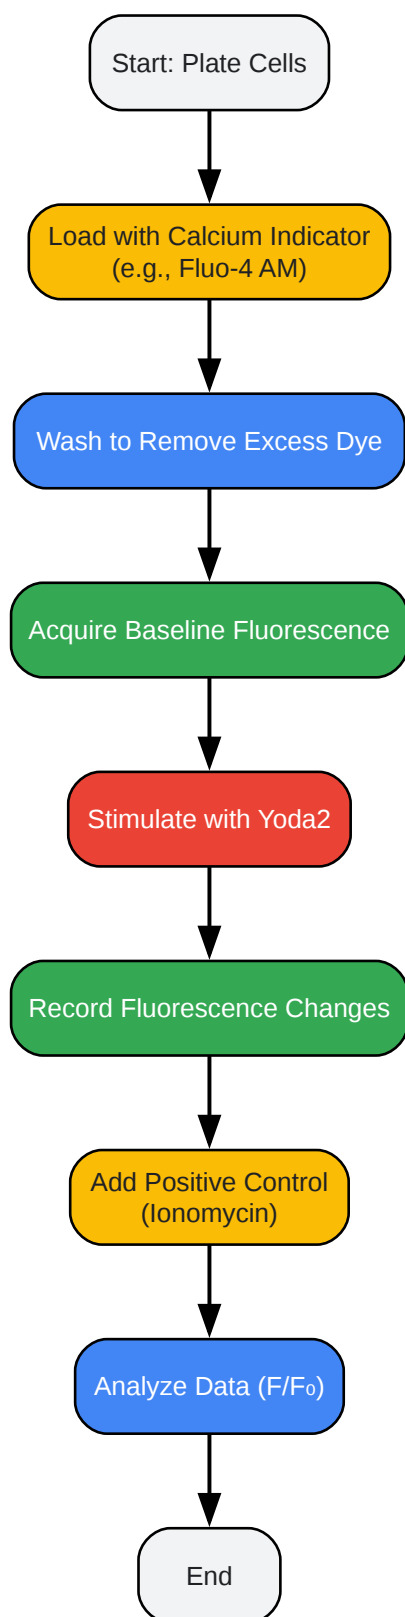 Start: Plate Cells
Load with Calcium Indicator
(e.g., Fluo-4 AM)
Wash to Remove Excess Dye
Acquire Baseline Fluorescence
Stimulate with Yoda2
Record Fluorescence Changes
Add Positive Control
(Ionomycin)
Analyze Data (F/F₀)
End